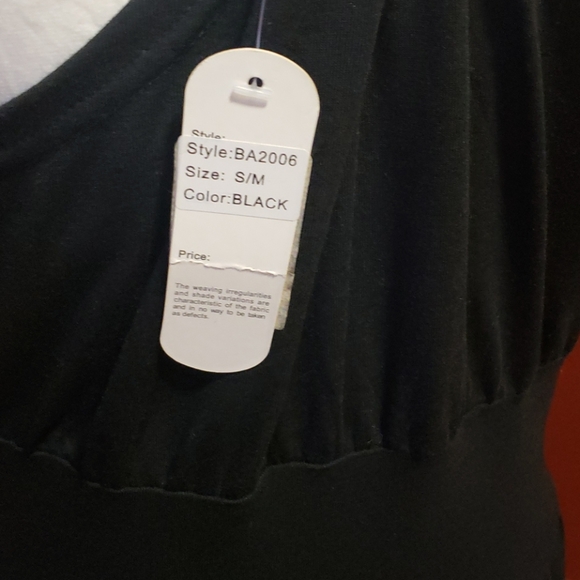 Style:
Style:BA2006
Size: S/M
Color:BLACK
Price:
The weaving irregularities
and shade variations are
characteristic of the fabric
and in no way to be taken
as defects.